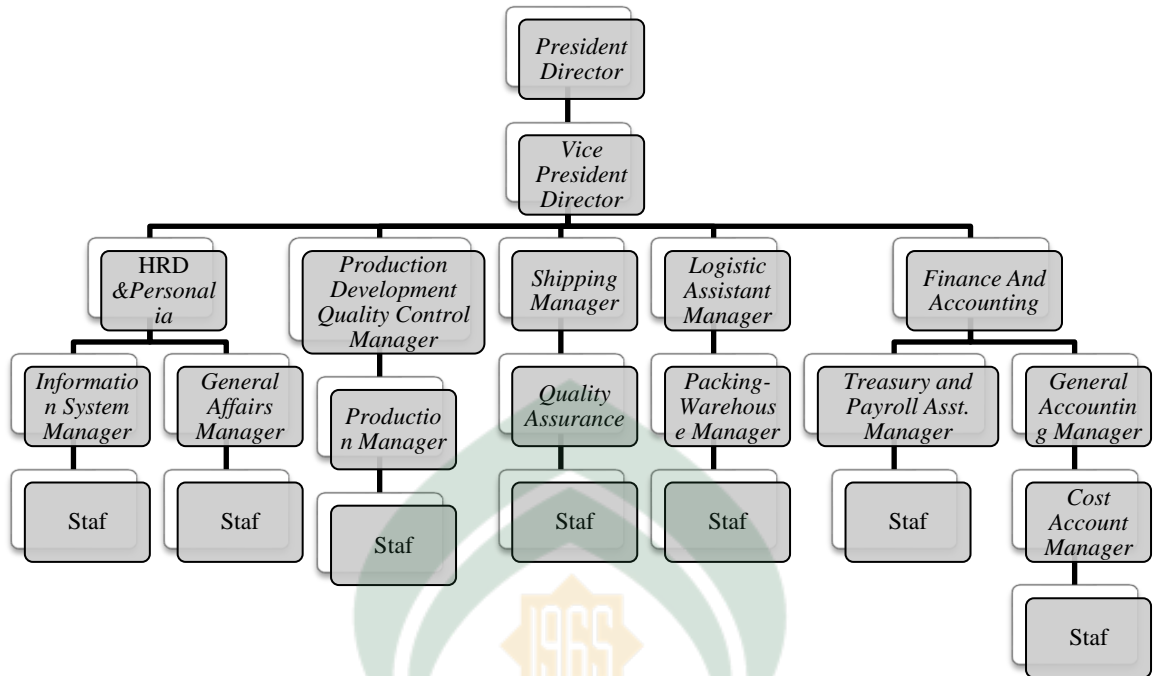 President
Director
Vice
President
Director
HRD
&Personal
ia
Production
Development
Quality Control
Manager
Shipping
Manager
Logistic
Assistant
Manager
Finance And
Accounting
Informatio
n System
Manager
General
Affairs
Manager
Productio
n Manager
Quality
Assurance
Packing-
Warehous
e Manager
Treasury and
Payroll Asst.
Manager
General
Accountin
g Manager
Staf
Staf
Staf
Staf
Staf
Staf
Cost
Account
Manager
Staf
1965